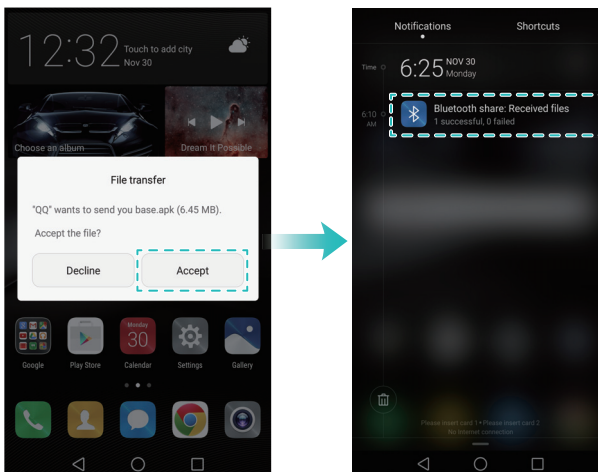 12:32
Touch to add city
Nov 30
Choose an album
Dream It Possible
File transfer
"QQ" wants to send you base.apk (6.45 MB).
Accept the file?
Decline
Accept
Monday
30
Google
Play Store
Calendar
Settings
Gallery
Notifications
Shortcuts
Time
6:25
NOV 30
Monday
6:10
AM
Bluetooth share: Received files
1 successful, 0 failed
Please insert card 1 • Please insert card 2
No internet connection